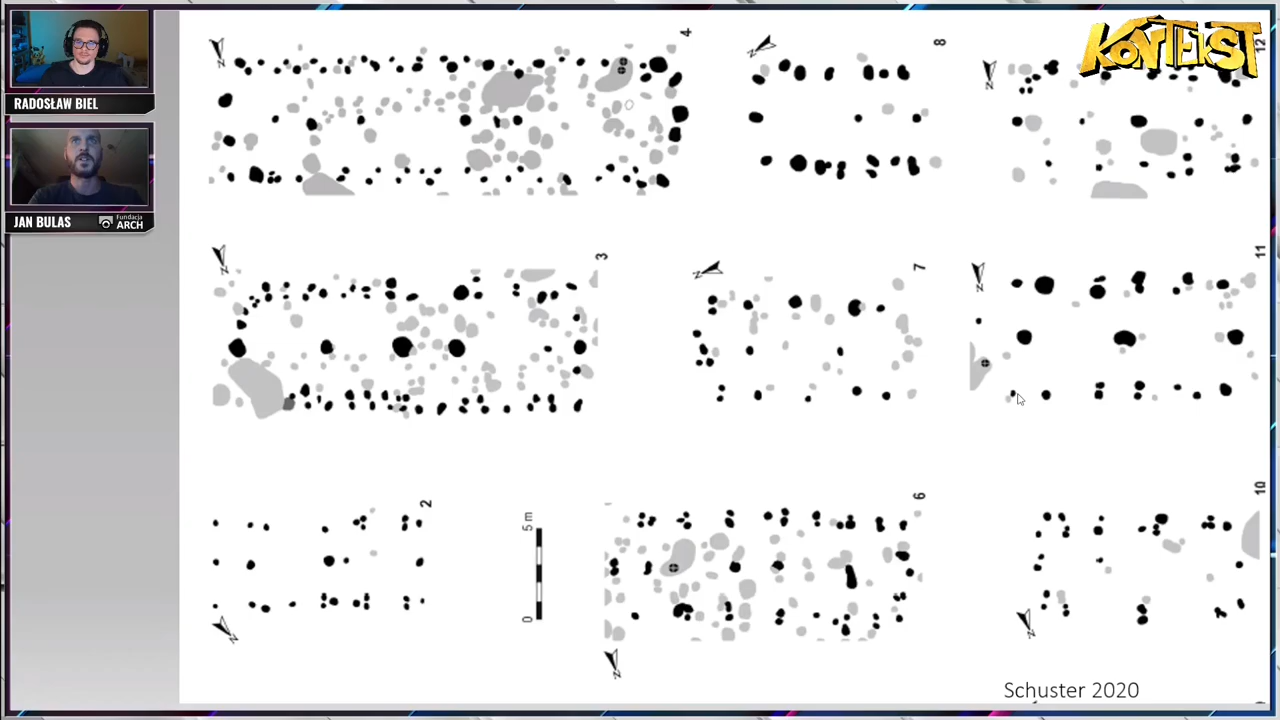 KONTEKST
RADOSŁAW BIEL
JAN BULAS
Fundacja
ARCH
4
8
12
3
7
11
2
5 m
0
6
10
N
N
N
N
N
N
N
N
N
Schuster 2020